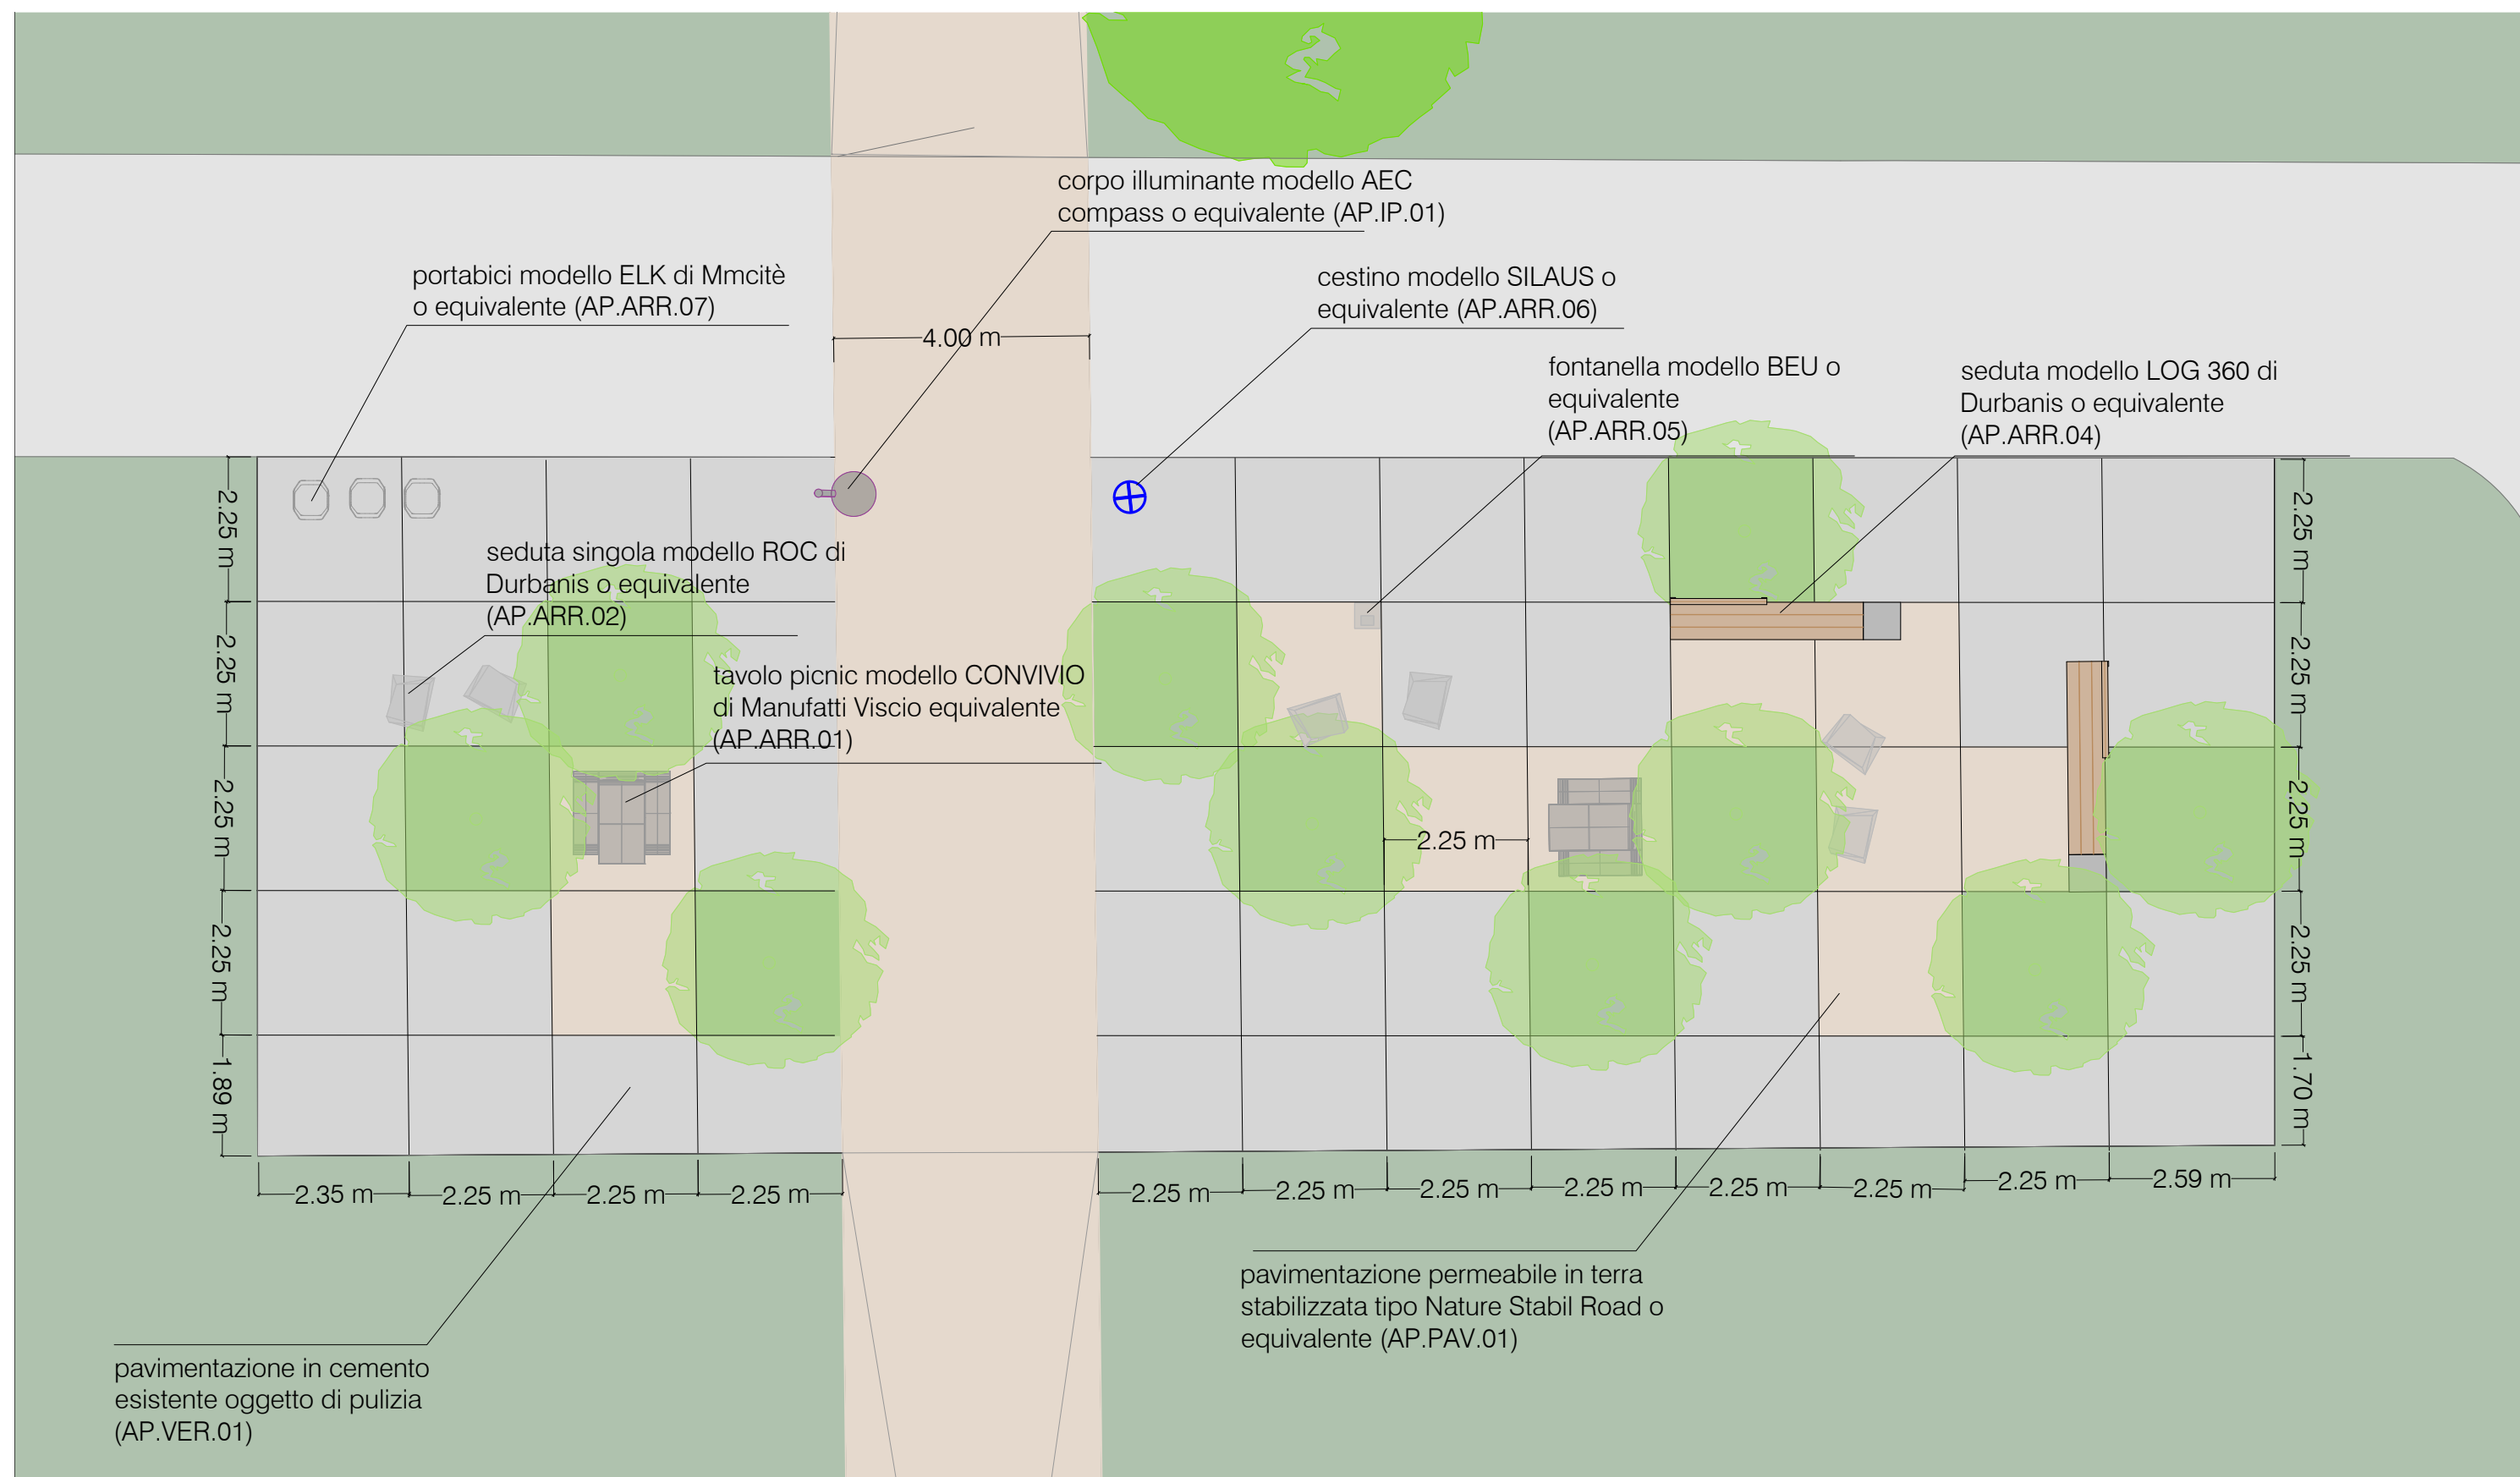 corpo illuminante modello AEC
compass o equivalente (AP.IP.01)
portabici modello ELK di Mmcitè
o equivalente (AP.ARR.07)
cestino modello SILAUS o
equivalente (AP.ARR.06)
4.00 m
fontanella modello BEU o
equivalente
(AP.ARR.05)
seduta modello LOG 360 di
Durbanis o equivalente
(AP.ARR.04)
2.25 m
2.25 m
seduta singola modello ROC di
Durbanis o equivalente
(AP.ARR.02)
2.25 m
2.25 m
tavolo picnic modello CONVIVIO
di Manufatti Viscio equivalente
(AP.ARR.01)
2.25 m
2.25 m
2.25 m
2.25 m
2.25 m
1.89 m
1.70 m
2.35 m
2.25 m
2.25 m
2.25 m
2.25 m
2.25 m
2.25 m
2.25 m
2.25 m
2.25 m
2.25 m
2.59 m
pavimentazione permeabile in terra
stabilizzata tipo Nature Stabil Road o
equivalente (AP.PAV.01)
pavimentazione in cemento
esistente oggetto di pulizia
(AP.VER.01)